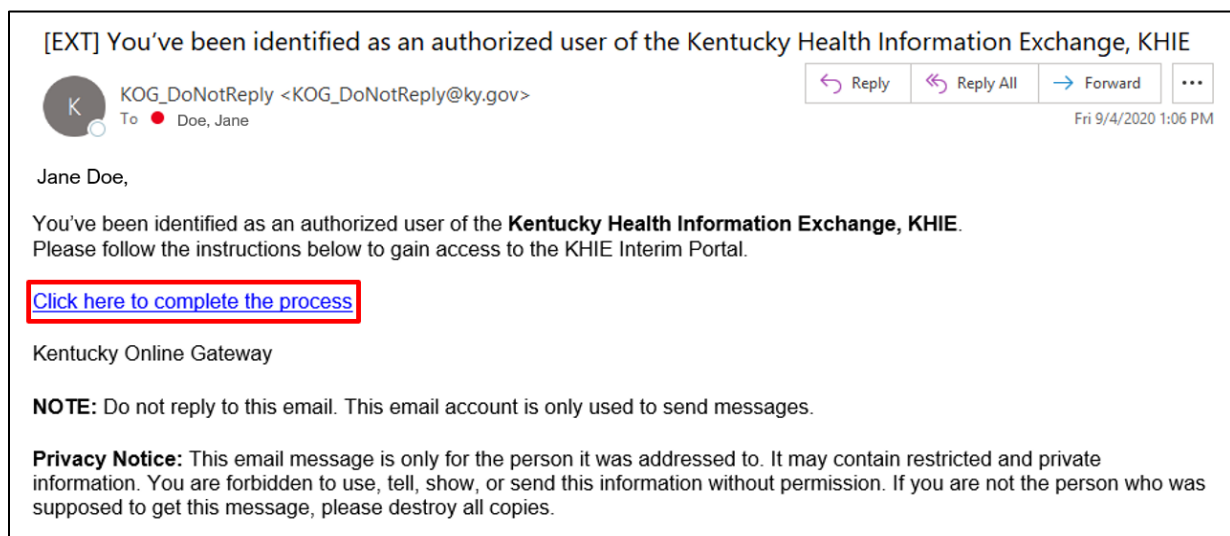 [EXT] You've been identified as an authorized user of the Kentucky Health Information Exchange, KHIE
K
KOG_DoNotReply <KOG_DoNotReply@ky.gov>
To Doe, Jane
Reply Reply All Forward ...
Fri 9/4/2020 1:06 PM
Jane Doe,
You've been identified as an authorized user of the Kentucky Health Information Exchange, KHIE.
Please follow the instructions below to gain access to the KHIE Interim Portal.
Click here to complete the process
Kentucky Online Gateway
NOTE: Do not reply to this email. This email account is only used to send messages.
Privacy Notice: This email message is only for the person it was addressed to. It may contain restricted and private
information. You are forbidden to use, tell, show, or send this information without permission. If you are not the person who was
supposed to get this message, please destroy all copies.